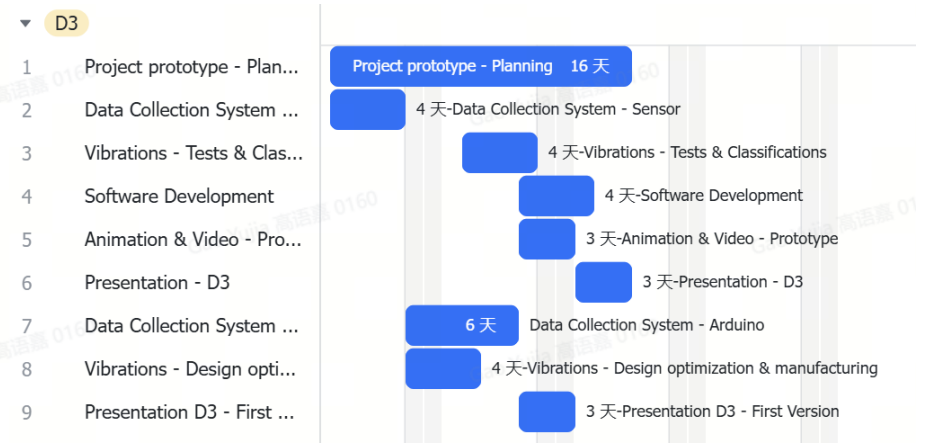 D3
1 Project prototype - Plan... Project prototype - Planning 16 天
2 Data Collection System ... 4 天-Data Collection System - Sensor
3 Vibrations - Tests & Clas... 4 天-Vibrations - Tests & Classifications
4 Software Development 4 天-Software Development
5 Animation & Video - Pro... 3 天-Animation & Video - Prototype
6 Presentation - D3 3 天-Presentation - D3
7 Data Collection System ... 6 天 Data Collection System - Arduino
8 Vibrations - Design opti... 4 天-Vibrations - Design optimization & manufacturing
9 Presentation D3 - First ... 3 天-Presentation D3 - First Version